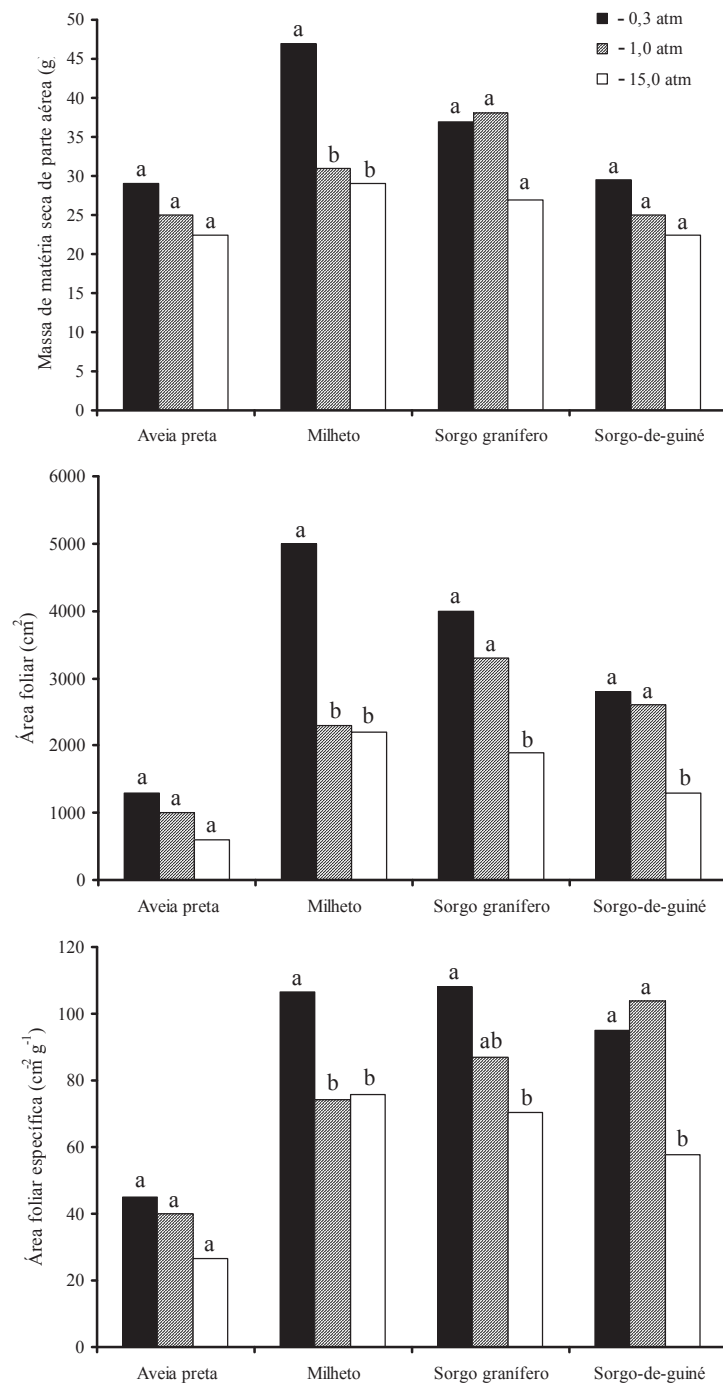 Massa de matéria seca de parte aérea (g
50
45
40
35
30
25
20
15
10
5
0
- 0,3 atm
- 1,0 atm
- 15,0 atm
a
a
a
a
b
b
a
a
a
a
a
a
Aveia preta Milheto Sorgo granífero Sorgo-de-guiné
Área foliar (cm²)
6000
5000
4000
3000
2000
1000
0
a
a
a
a
b
b
a
a
b
a
a
b
Aveia preta Milheto Sorgo granífero Sorgo-de-guiné
Área foliar específica (cm⁻² g⁻¹)
120
100
80
60
40
20
0
a
a
a
a
b
b
a
ab
b
a
a
b
Aveia preta Milheto Sorgo granífero Sorgo-de-guiné